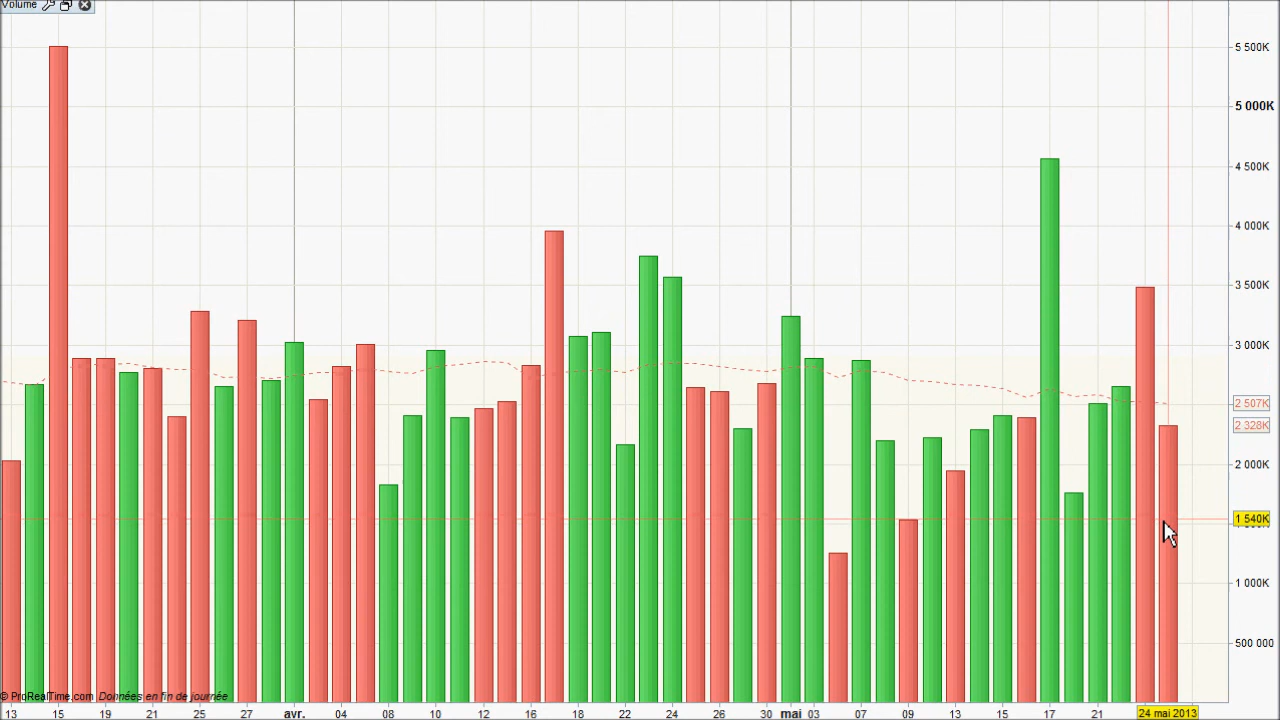 Volume
5 500K
5 000K
4 500K
4 000K
3 500K
3 000K
2 507K
2 328K
2 000K
1 540K
1 000K
500 000
© ProRealTime.com Données en fin de journée
13 15 19 21 25 27 avr. 04 08 10 12 16 18 22 24 26 30 mai 03 07 09 13 15 17 21 24 mai 2013